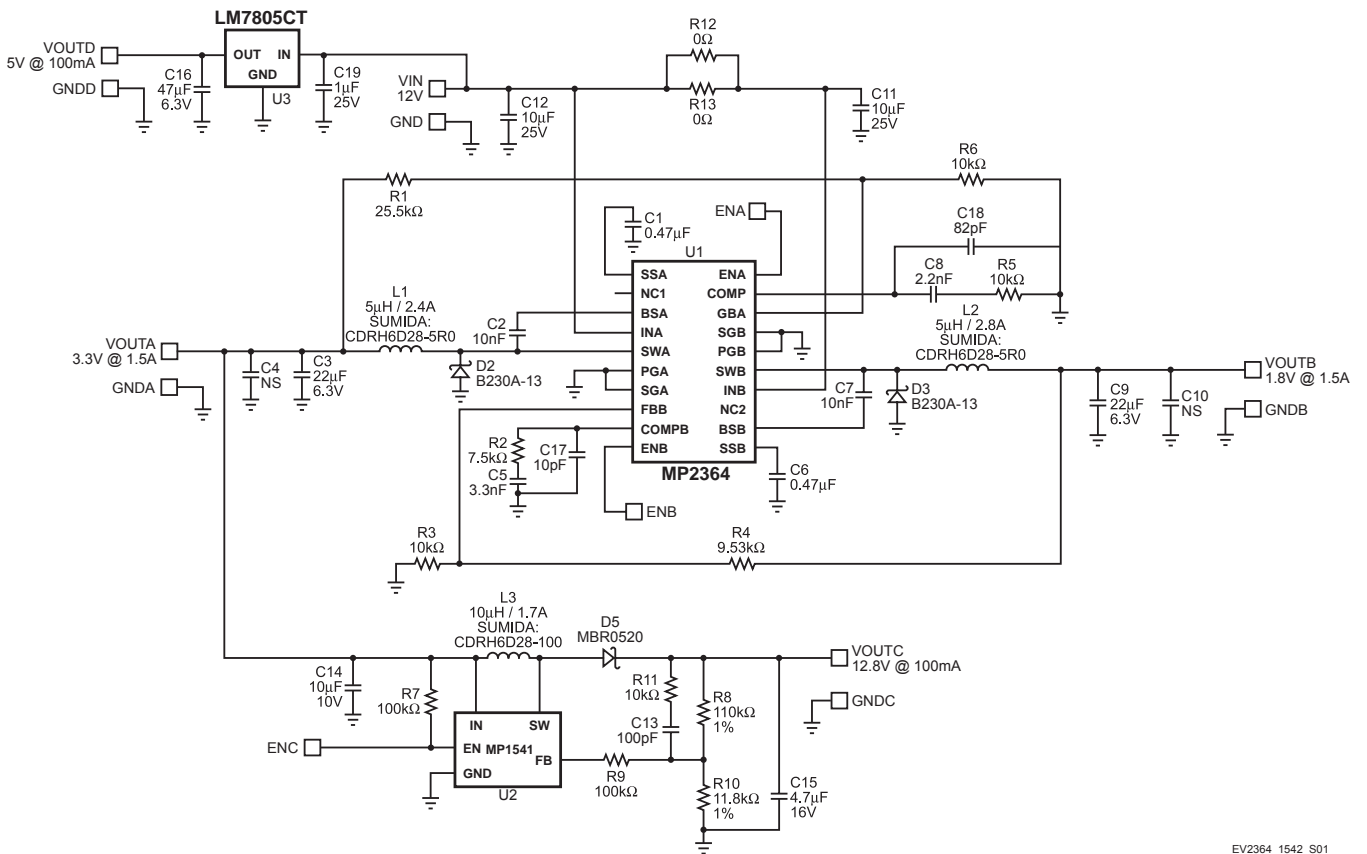 LM7805CT
VOUTD
5V @ 100mA
GNDD
C16
47µF
6.3V
OUT
IN
GND
U3
C19
1µF
25V
VIN
12V
GND
C12
10µF
25V
R12
0Ω
R13
0Ω
C11
10µF
25V
R1
25.5kΩ
R6
10kΩ
C1
0.47µF
ENA
C18
82pF
C8
2.2nF
R5
10kΩ
U1
SSA
NC1
BSA
INA
SWA
PGA
SGA
FBB
COMPB
ENB
ENA
COMP
GBA
SGB
PGB
SWB
INB
NC2
BSB
SSB
MP2364
L1
5µH / 2.4A
SUMIDA:
CDRH6D28-5R0
C2
10nF
VOUTA
3.3V @ 1.5A
GNDA
C4
NS
C3
22µF
6.3V
D2
B230A-13
L2
5µH / 2.8A
SUMIDA:
CDRH6D28-5R0
C7
10nF
D3
B230A-13
VOUTB
1.8V @ 1.5A
C9
22µF
6.3V
C10
NS
GNDB
R2
7.5kΩ
C5
3.3nF
C17
10pF
C6
0.47µF
ENB
R3
10kΩ
R4
9.53kΩ
L3
10µH / 1.7A
SUMIDA:
CDRH6D28-100
D5
MBR0520
VOUTC
12.8V @ 100mA
GNDC
C14
10µF
10V
R7
100kΩ
ENC
IN
SW
EN
MP1541
FB
GND
U2
R9
100kΩ
R11
10kΩ
C13
100pF
R8
110kΩ
1%
R10
11.8kΩ
1%
C15
4.7µF
16V
EV2364_1542_S01